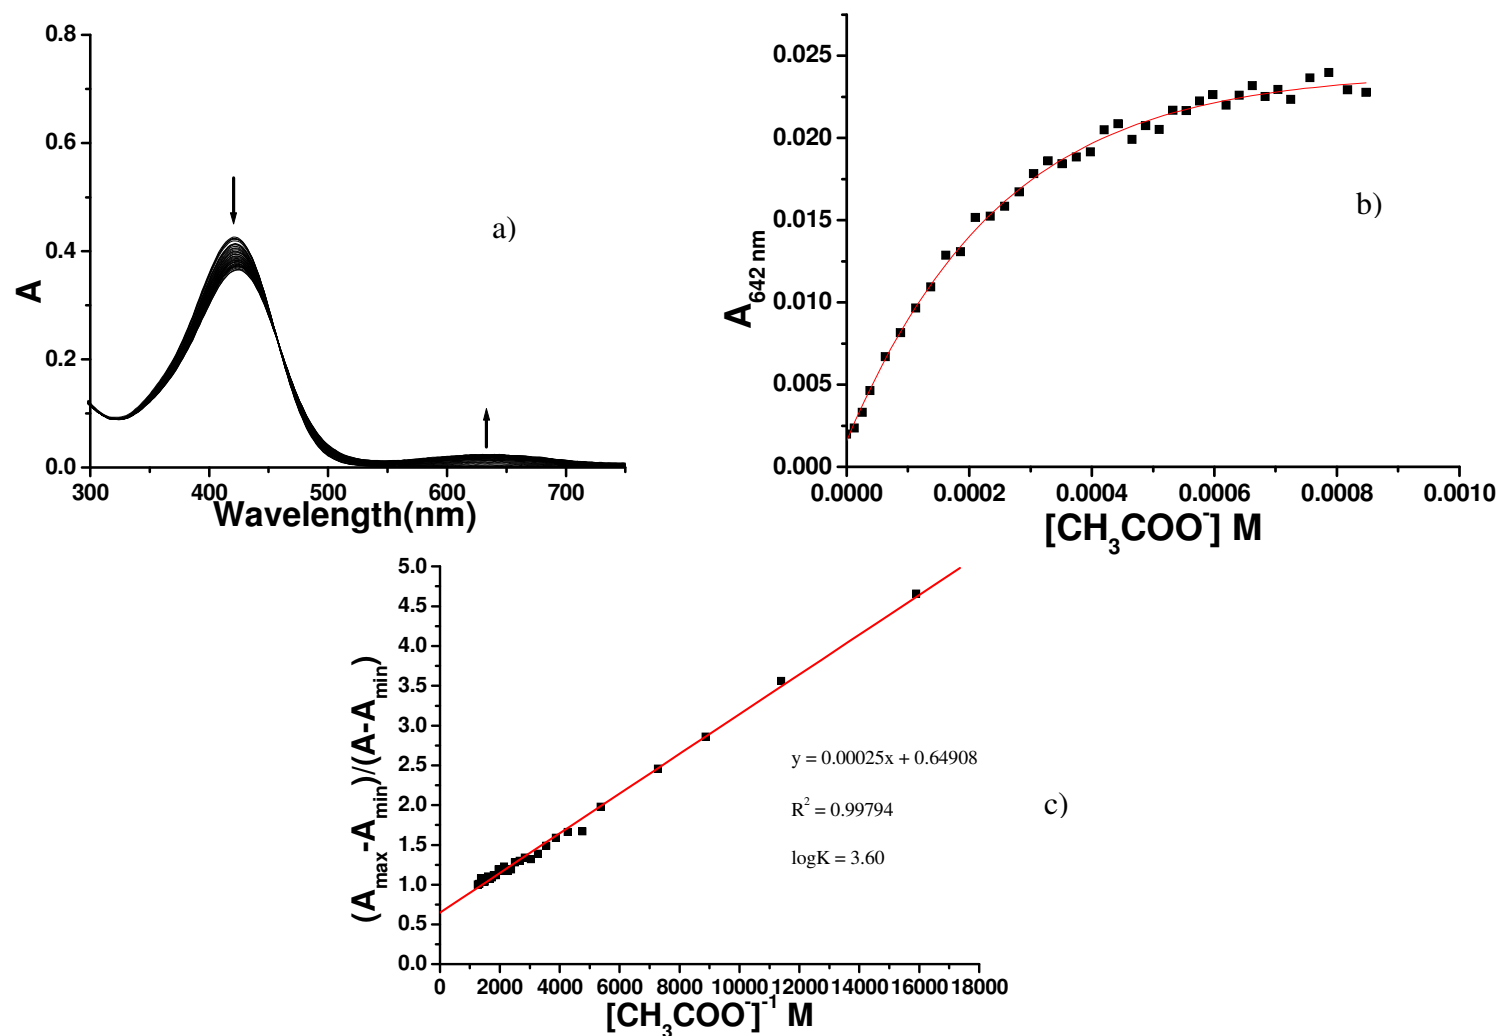 0.8
0.6
0.4
0.2
0.0
A
300 400 500 600 700
Wavelength(nm)
a)
0.025
0.020
0.015
0.010
0.005
0.000
A642 nm
0.0000 0.0002 0.0004 0.0006 0.0008 0.0010
[CH3COO-] M
b)
5.0
4.5
4.0
3.5
3.0
2.5
2.0
1.5
1.0
0.5
0.0
(Amax-Amin)/(A-Amin)
0 2000 4000 6000 8000 10000 12000 14000 16000 18000
[CH3COO-]-1 M
y = 0.00025x + 0.64908
R2 = 0.99794
logK = 3.60
c)